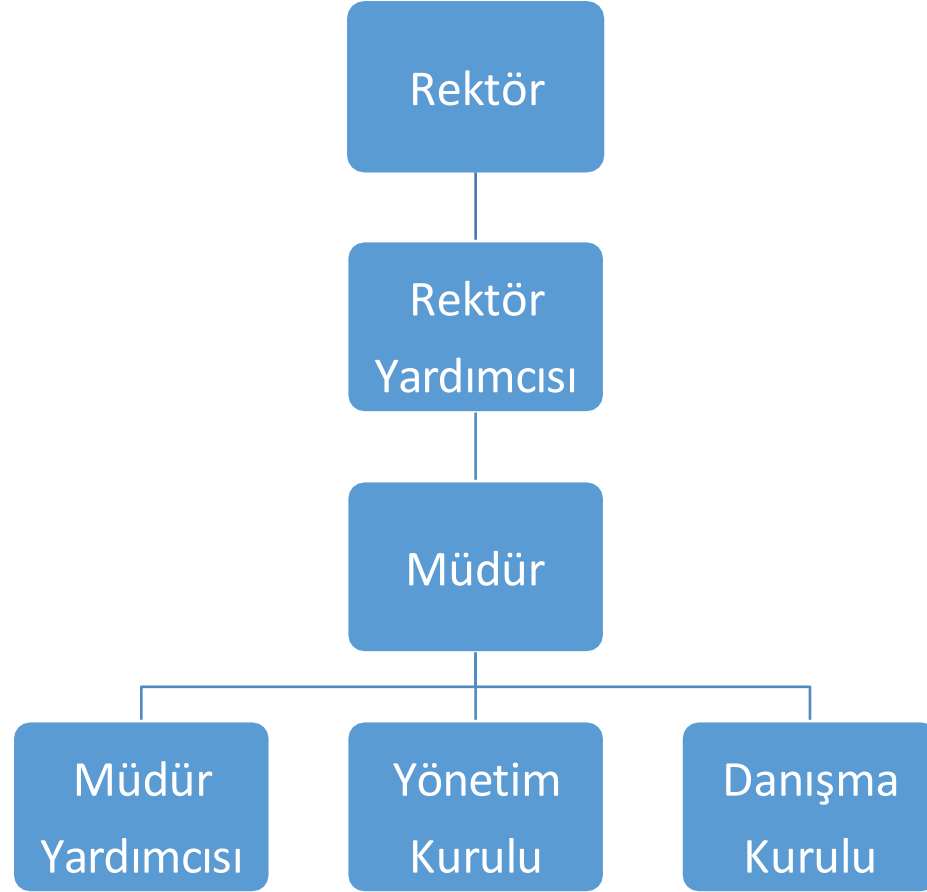 Rektör
Rektör
Yardımcısı
Müdür
Müdür
Yardımcısı
Yönetim
Kurulu
Danışma
Kurulu